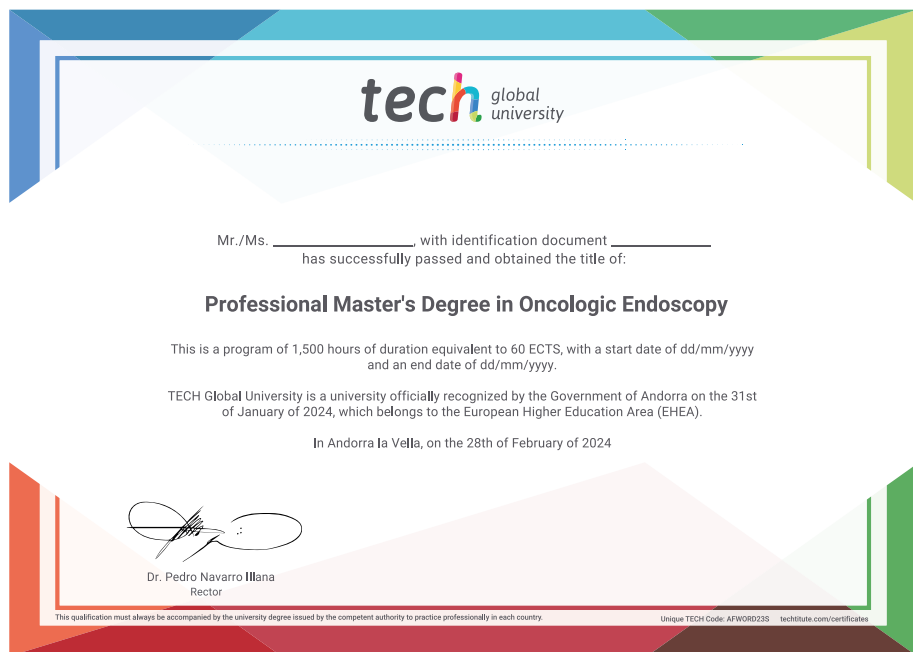 tech global
university
Mr./Ms. ____________, with identification document ____________
has successfully passed and obtained the title of:
Professional Master's Degree in Oncologic Endoscopy
This is a program of 1,500 hours of duration equivalent to 60 ECTS, with a start date of dd/mm/yyyy
and an end date of dd/mm/yyyy.
TECH Global University is a university officially recognized by the Government of Andorra on the 31st
of January of 2024, which belongs to the European Higher Education Area (EHEA).
In Andorra la Vella, on the 28th of February of 2024
Dr. Pedro Navarro Illana
Rector
This qualification must always be accompanied by the university degree issued by the competent authority to practice professionally in each country.
Unique TECH Code: AFWORD23S techtitute.com/certificates